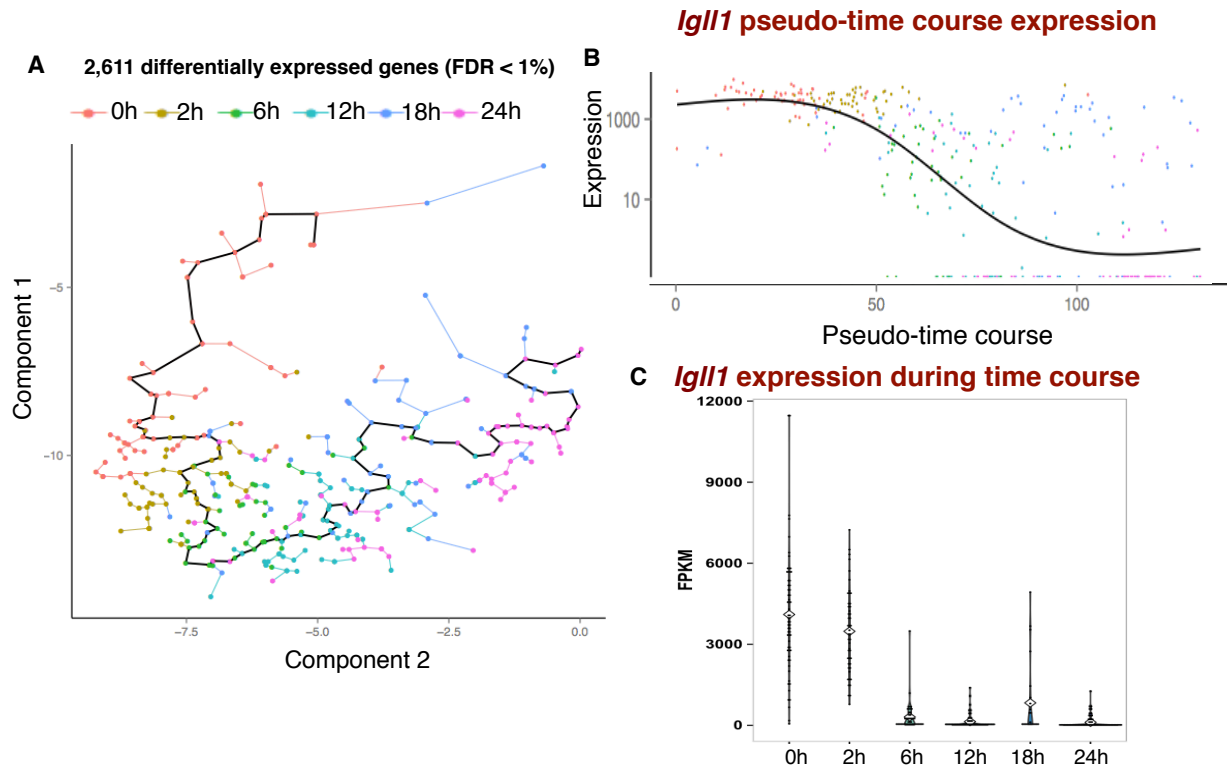 A 2,611 differentially expressed genes (FDR < 1%)
0h 2h 6h 12h 18h 24h
Component 1
−5
−10
−7.5 −5.0 −2.5 0.0
Component 2
Igll1 pseudo-time course expression
B
Expression
1000
10
0 50 100
Pseudo-time course
C Igll1 expression during time course
FPKM
12000
9000
6000
3000
0
0h 2h 6h 12h 18h 24h